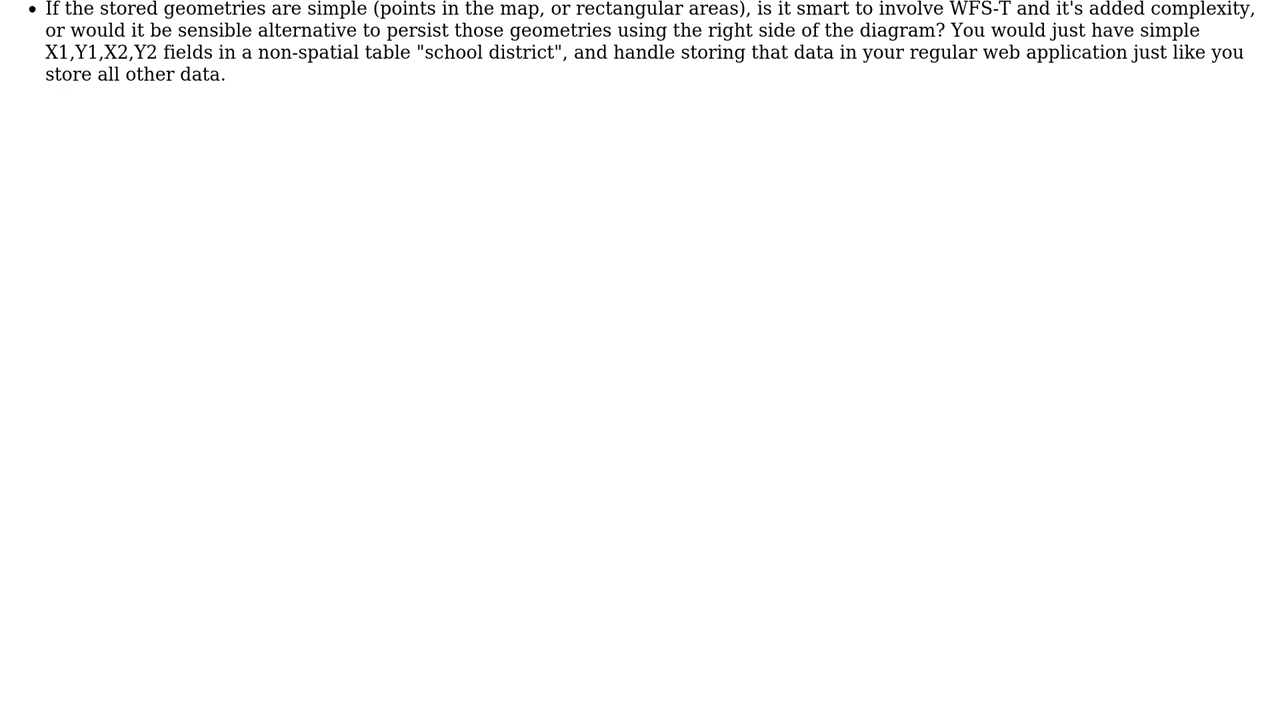 • If the stored geometries are simple (points in the map, or rectangular areas), is it smart to involve WFS-T and it's added complexity,
or would it be sensible alternative to persist those geometries using the right side of the diagram? You would just have simple
X1,Y1,X2,Y2 fields in a non-spatial table "school district", and handle storing that data in your regular web application just like you
store all other data.